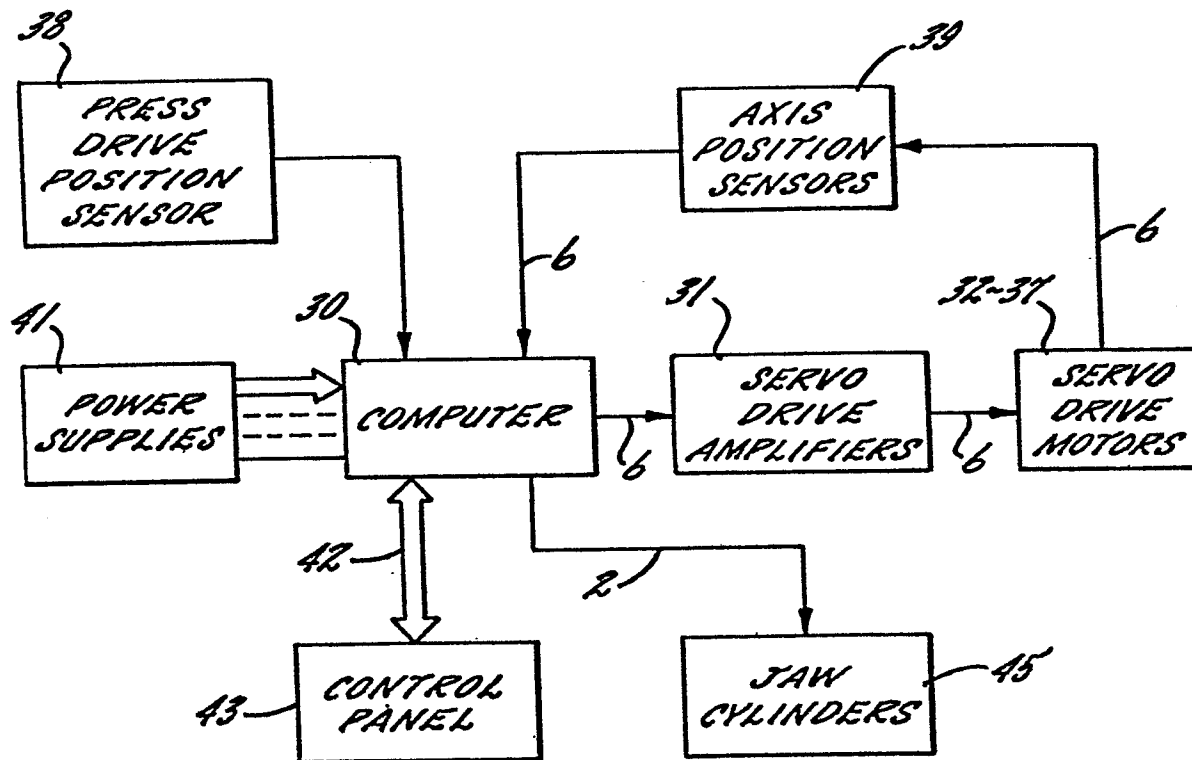 38
PRESS
DRIVE
POSITION
SENSOR
39
AXIS
POSITION
SENSORS
6
6
41
POWER
SUPPLIES
30
COMPUTER
6
31
SERVO
DRIVE
AMPLIFIERS
6
32~37
SERVO
DRIVE
MOTORS
42
2
43
CONTROL
PANEL
45
JAW
CYLINDERS